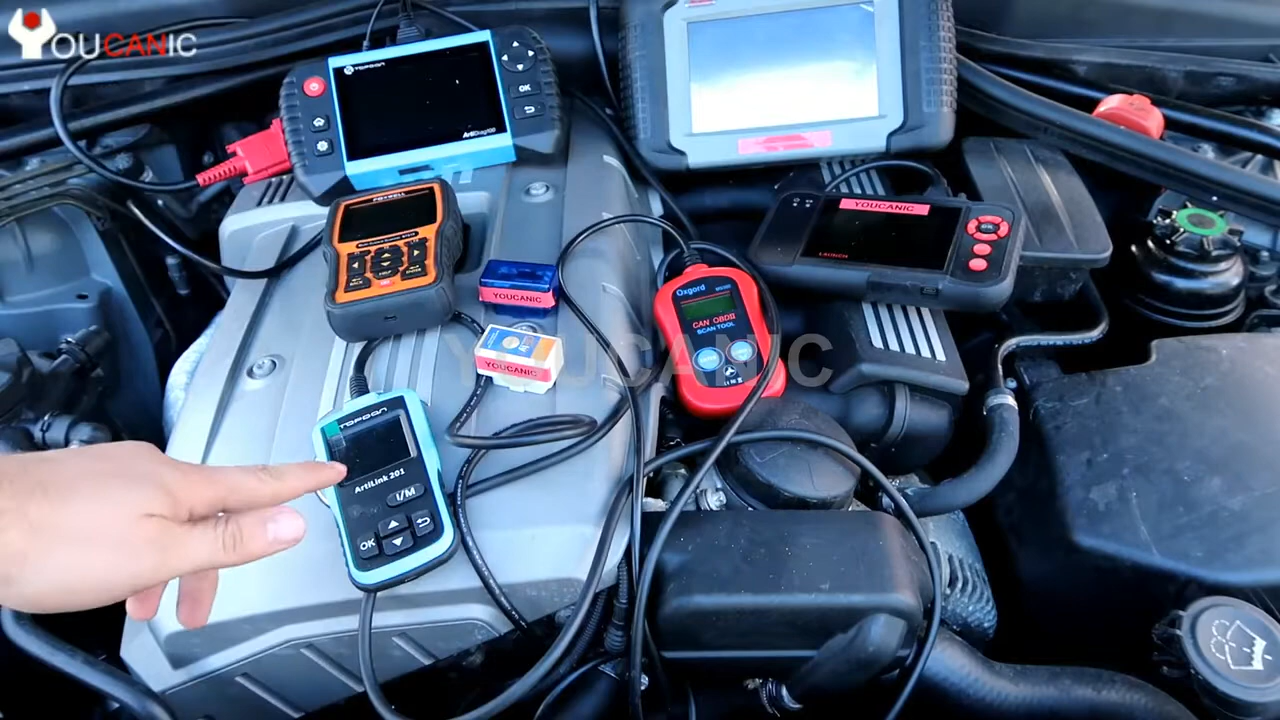 YOUCANIC
TOPDON
OK
ArtiDiag100
FOXWELL
YOUCANIC
YOUCANIC
YOUCANIC
LAUNCH
OK
Oxgord
CAN OBDII
SCAN TOOL
YOUCANIC
TOPDON
ArtiLink 201
I/M
OK